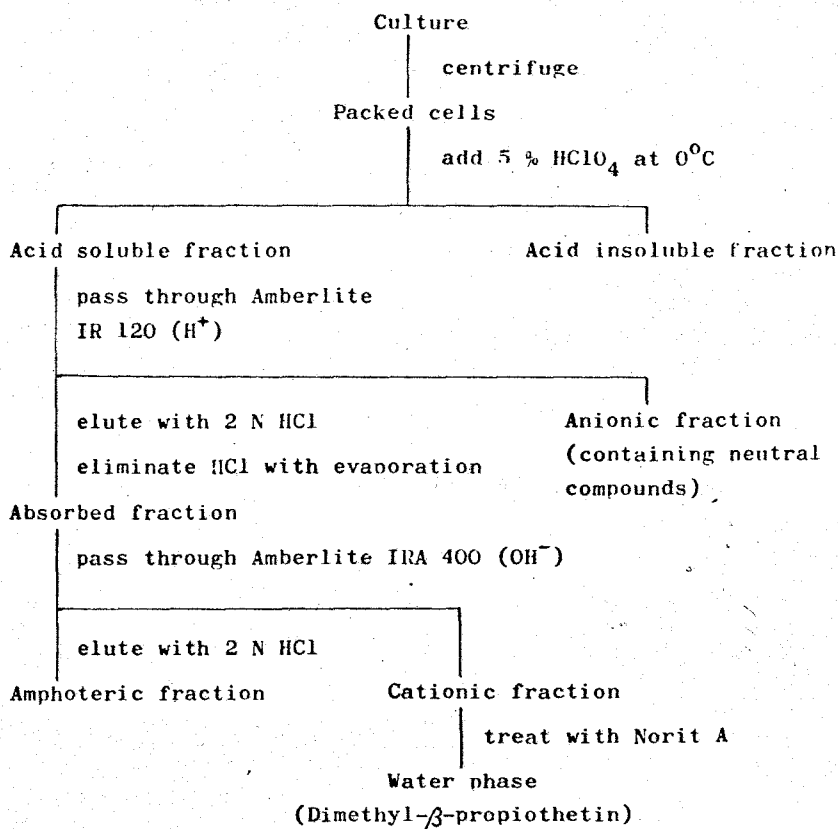 Culture
centrifuge
Packed cells
add 5 % HClO4 at 0°C
Acid soluble fraction
Acid insoluble fraction
pass through Amberlite
IR 120 (H+)
elute with 2 N HCl
eliminate HCl with evaporation
Anionic fraction
(containing neutral
compounds)
Absorbed fraction
pass through Amberlite IRA 400 (OH-)
elute with 2 N HCl
Amphoteric fraction
Cationic fraction
treat with Norit A
Water phase
(Dimethyl-β-propiothetin)